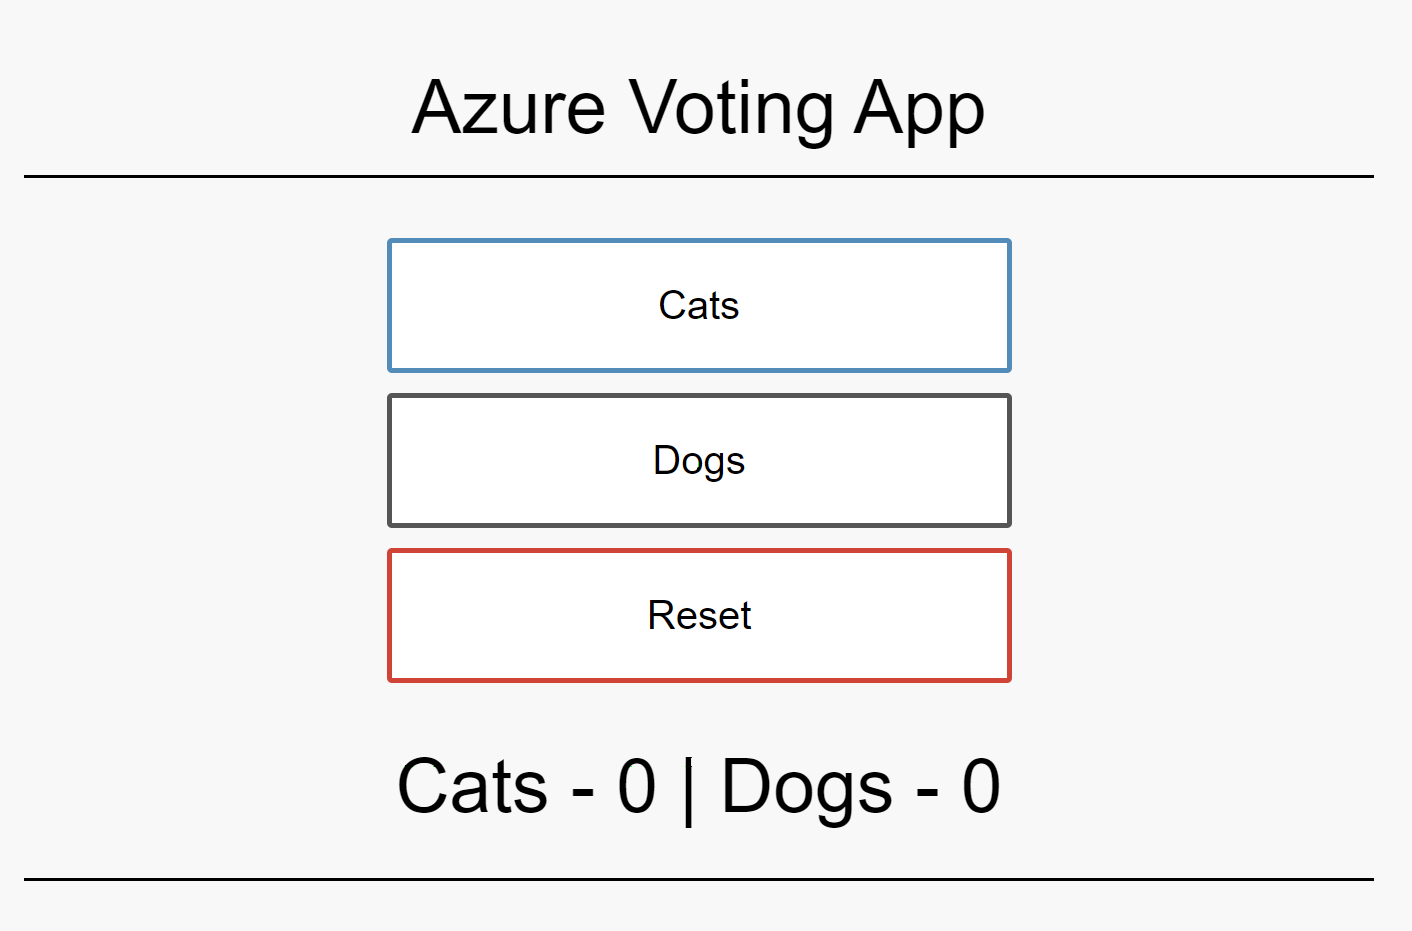 Azure Voting App
Cats
Dogs
Reset
Cats - 0 | Dogs - 0